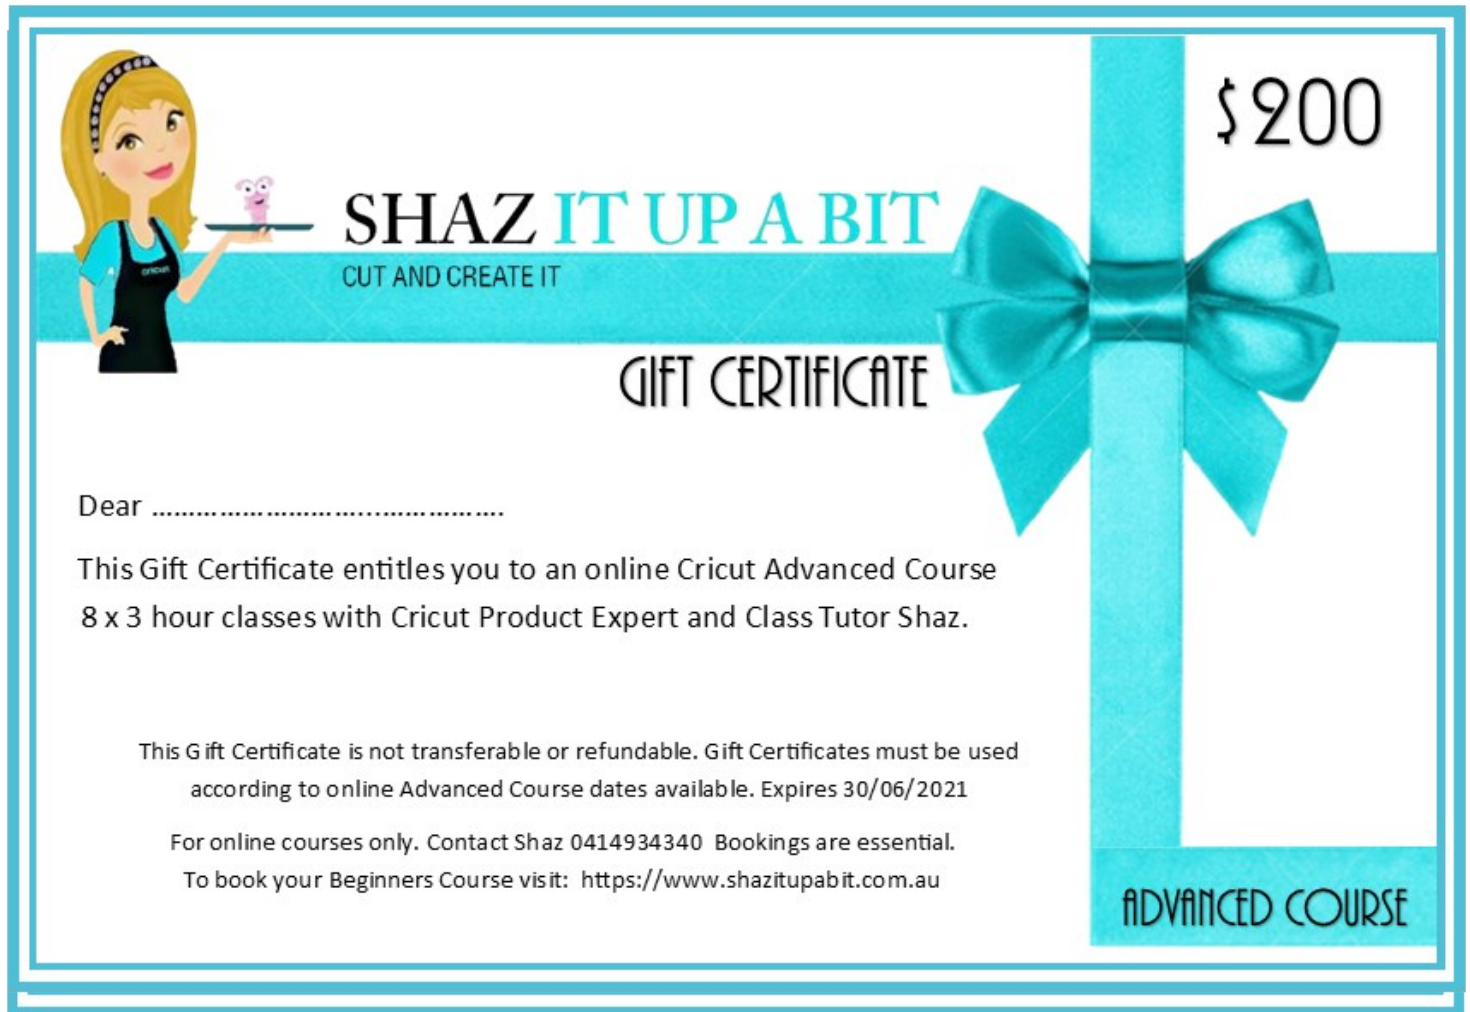 $200
SHAZ IT UP A BIT
CUT AND CREATE IT
cricut
GIFT CERTIFICATE
Dear ………………………...…………….
This Gift Certificate entitles you to an online Cricut Advanced Course
8 x 3 hour classes with Cricut Product Expert and Class Tutor Shaz.
This Gift Certificate is not transferable or refundable. Gift Certificates must be used
according to online Advanced Course dates available. Expires 30/06/2021
For online courses only. Contact Shaz 0414934340  Bookings are essential.
To book your Beginners Course visit:  https://www.shazitupabit.com.au
ADVANCED COURSE